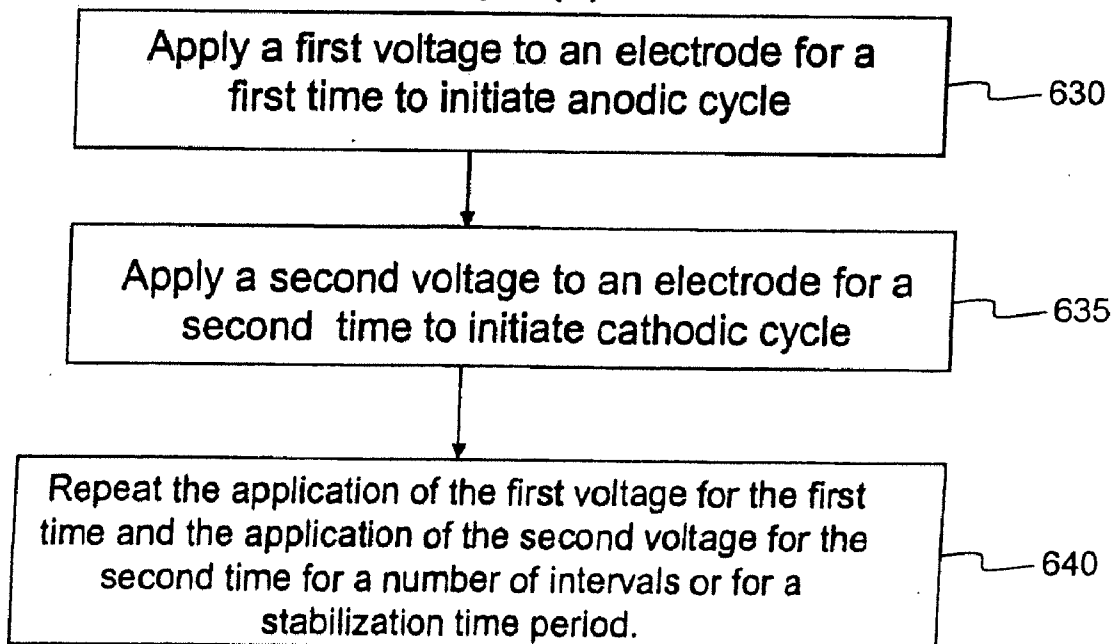 Apply a first voltage to an electrode for a
first time to initiate anodic cycle
630
Apply a second voltage to an electrode for a
second time to initiate cathodic cycle
635
Repeat the application of the first voltage for the first
time and the application of the second voltage for the
second time for a number of intervals or for a
stabilization time period.
640